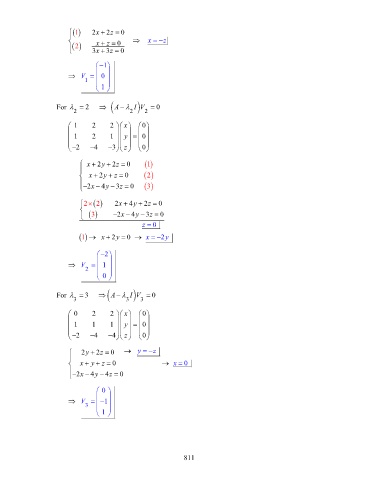 (1) 2x + 2z = 0
(2) x + z = 0 ⇒ x = −z
3x + 3z = 0
⇒ V₁ = (−1 0 1)
For λ₂ = 2 ⇒ (A − λ₂I)V₂ = 0
( 1 2 2 ) ( x ) ( 0 )
( 1 2 1 ) ( y ) = ( 0 )
( −2 −4 −3 ) ( z ) ( 0 )
x + 2y + 2z = 0 (1)
x + 2y + z = 0 (2)
−2x − 4y − 3z = 0 (3)
2×(2) 2x + 4y + 2z = 0
(3) −2x − 4y − 3z = 0
z = 0
(1) → x + 2y = 0 → x = −2y
⇒ V₂ = (−2 1 0)
For λ₃ = 3 ⇒ (A − λ₃I)V₃ = 0
( 0 2 2 ) ( x ) ( 0 )
( 1 1 1 ) ( y ) = ( 0 )
( −2 −4 −4 ) ( z ) ( 0 )
2y + 2z = 0 → y = −z
x + y + z = 0 → x = 0
−2x − 4y − 4z = 0
⇒ V₃ = (0 −1 1)
811